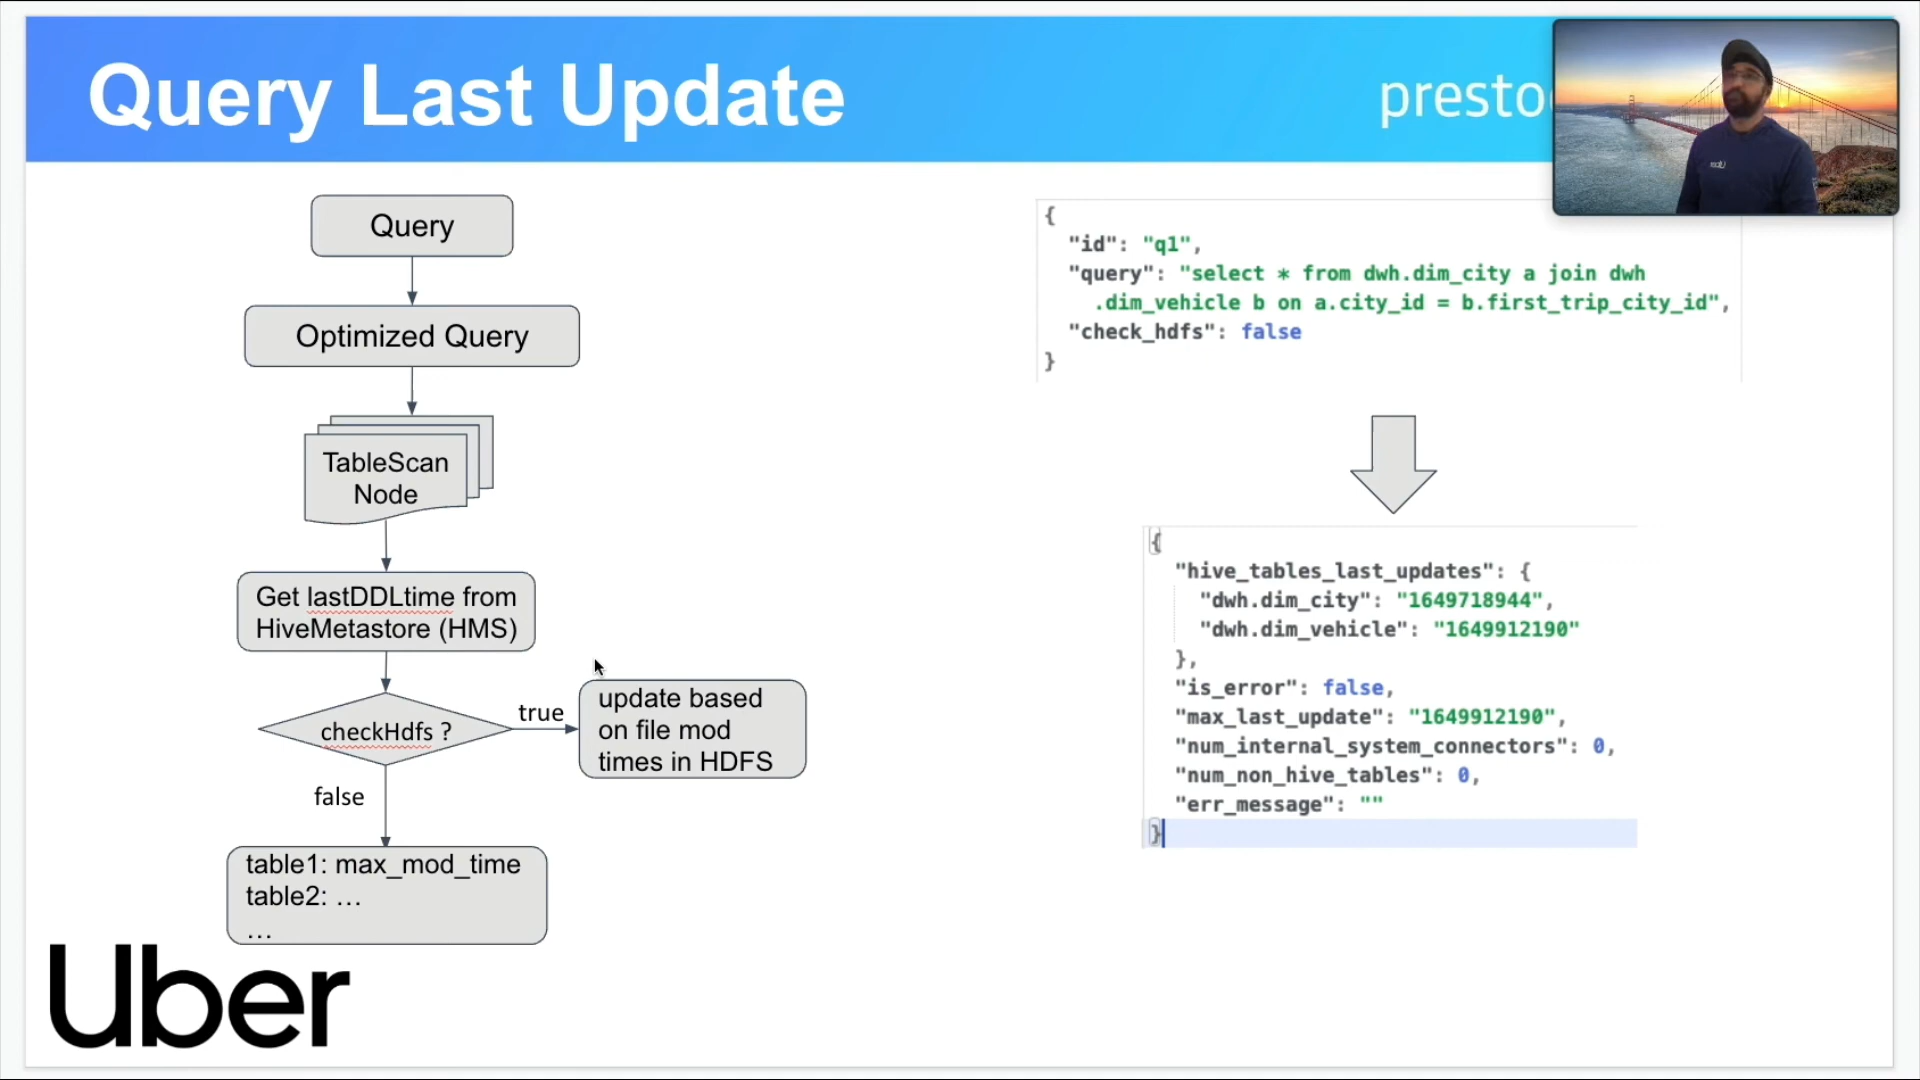 Query Last Update
presto
Query
Optimized Query
TableScan
Node
Get lastDDLtime from
HiveMetastore (HMS)
checkHdfs ?
true
update based
on file mod
times in HDFS
false
table1: max_mod_time
table2: …
…
Uber
{
"id": "q1",
"query": "select * from dwh.dim_city a join dwh
.dim_vehicle b on a.city_id = b.first_trip_city_id",
"check_hdfs": false
}
{
"hive_tables_last_updates": {
"dwh.dim_city": "1649718944",
"dwh.dim_vehicle": "1649912190"
},
"is_error": false,
"max_last_update": "1649912190",
"num_internal_system_connectors": 0,
"num_non_hive_tables": 0,
"err_message": ""
}